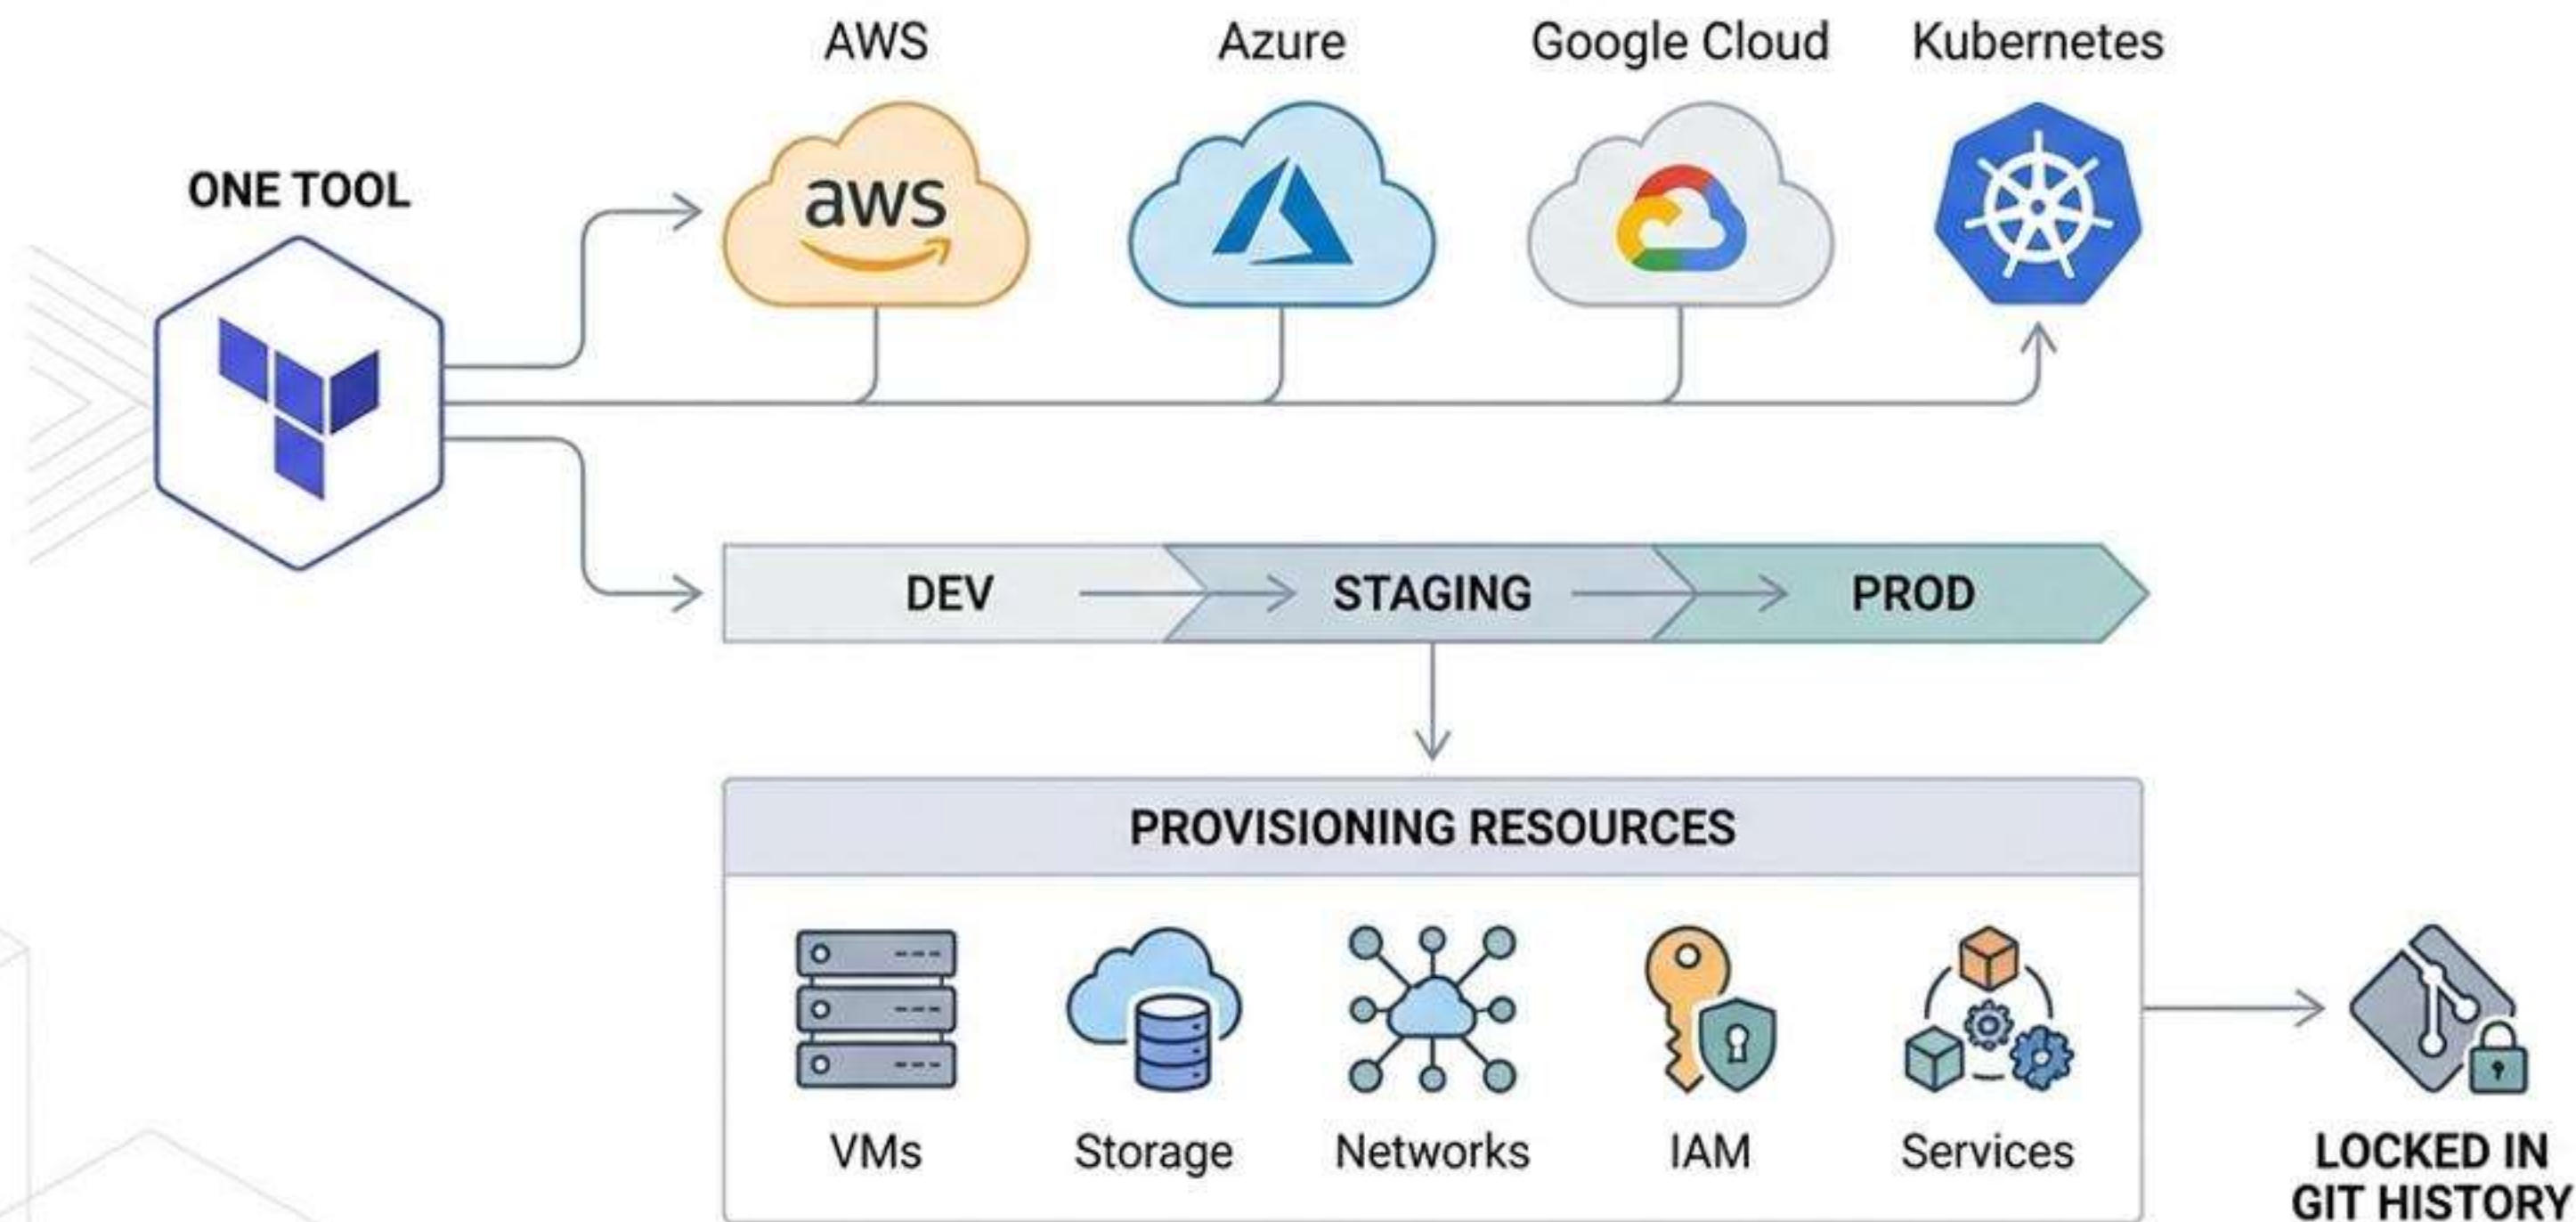 AWS
Azure
Google Cloud
Kubernetes
ONE TOOL
aws
DEV
STAGING
PROD
PROVISIONING RESOURCES
VMs
Storage
Networks
IAM
Services
LOCKED IN
GIT HISTORY